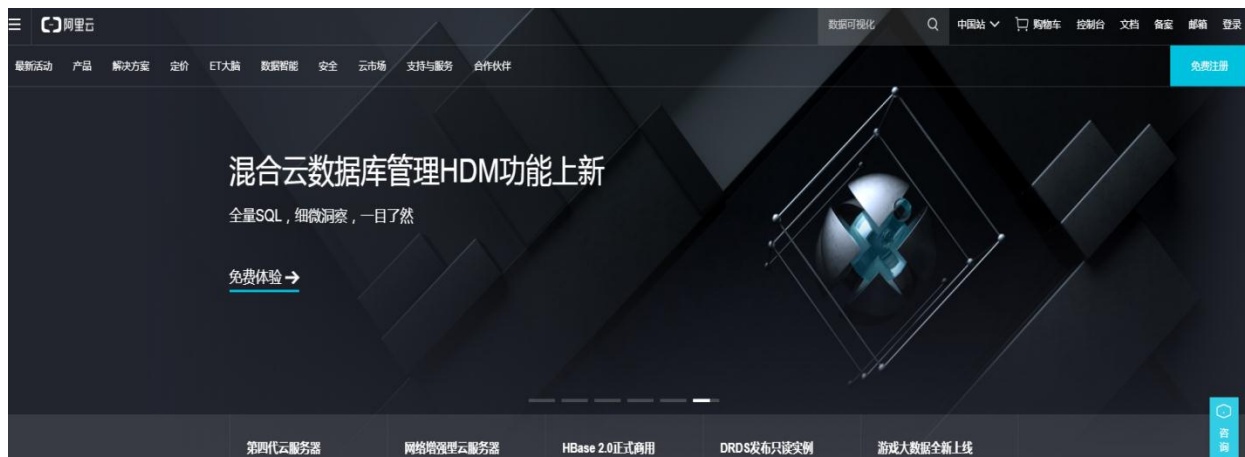 阿里云
数据可视化 中国站 购物车 控制台 文档 备案 邮箱 登录
最新活动 产品 解决方案 定价 ET大脑 数据智能 安全 云市场 支持与服务 合作伙伴 免费注册
混合云数据库管理HDM功能上新
全量SQL，细微洞察，一目了然
免费体验
第四代云服务器 网络增强型云服务器 HBase 2.0正式商用 DRDS发布只读实例 游戏大数据全新上线
咨询